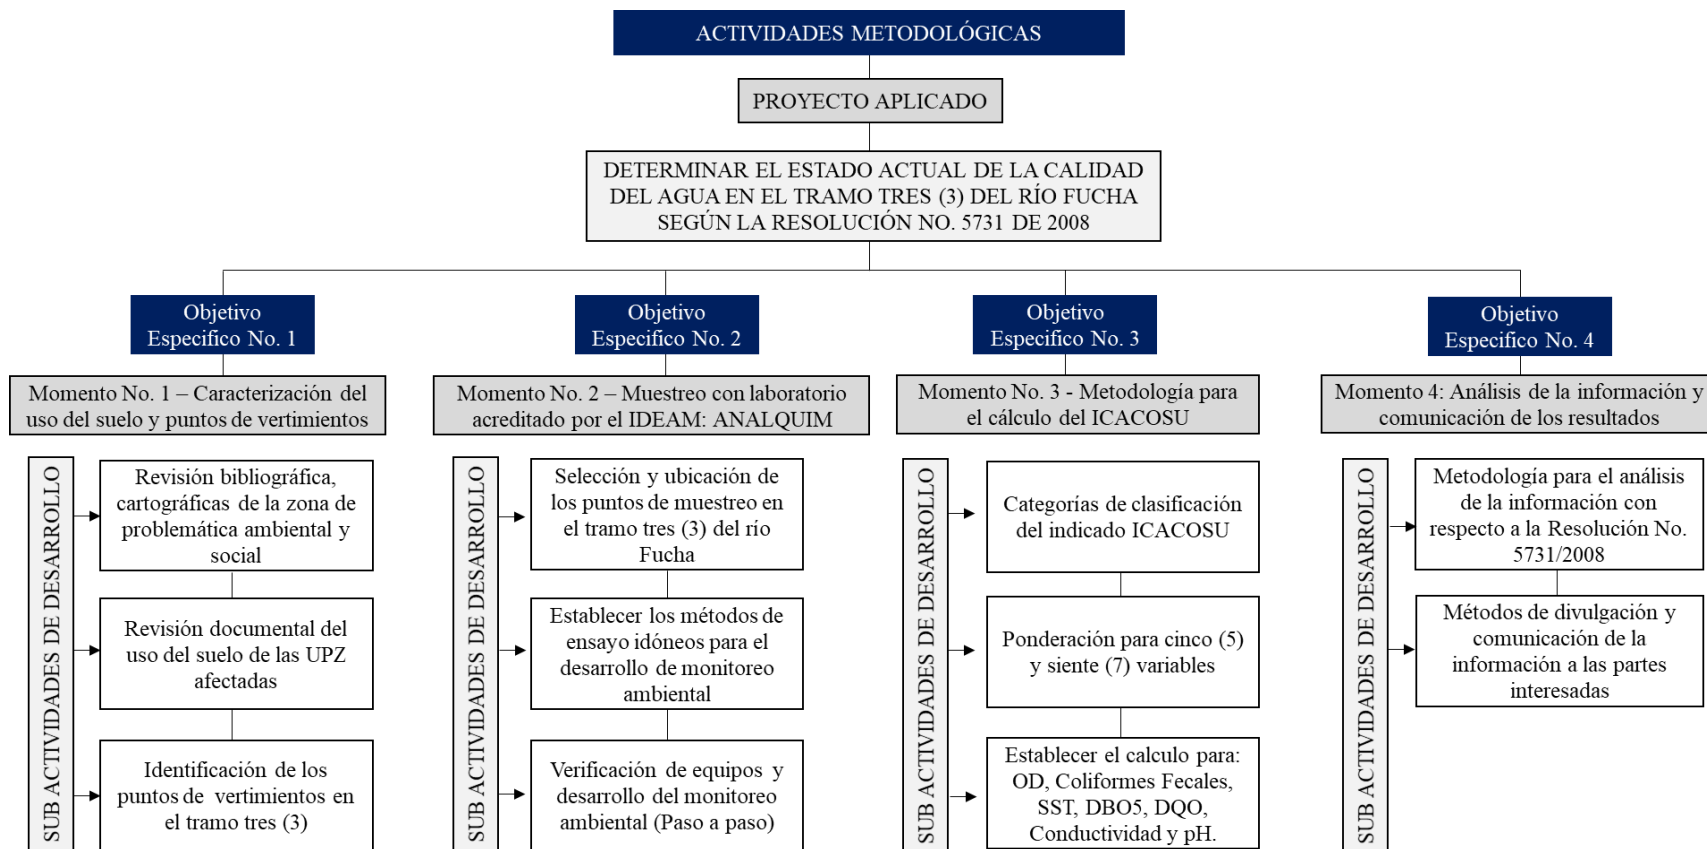 ACTIVIDADES METODOLÓGICAS
PROYECTO APLICADO
DETERMINAR EL ESTADO ACTUAL DE LA CALIDAD
DEL AGUA EN EL TRAMO TRES (3) DEL RÍO FUCHA
SEGÚN LA RESOLUCIÓN NO. 5731 DE 2008
Objetivo
Especifico No. 1
Momento No. 1 – Caracterización del
uso del suelo y puntos de vertimientos
SUB ACTIVIDADES DE DESARROLLO
Revisión bibliográfica,
cartográficas de la zona de
problemática ambiental y
social
Revisión documental del
uso del suelo de las UPZ
afectadas
Identificación de los
puntos de vertimientos en
el tramo tres (3)
Objetivo
Especifico No. 2
Momento No. 2 – Muestreo con laboratorio
acreditado por el IDEAM: ANALQUIM
SUB ACTIVIDADES DE DESARROLLO
Selección y ubicación de
los puntos de muestreo en
el tramo tres (3) del río
Fucha
Establecer los métodos de
ensayo idóneos para el
desarrollo de monitoreo
ambiental
Verificación de equipos y
desarrollo del monitoreo
ambiental (Paso a paso)
Objetivo
Especifico No. 3
Momento No. 3 - Metodología para
el cálculo del ICACOSU
SUB ACTIVIDADES DE DESARROLLO
Categorías de clasificación
del indicado ICACOSU
Ponderación para cinco (5)
y siente (7) variables
Establecer el calculo para:
OD, Coliformes Fecales,
SST, DBO5, DQO,
Conductividad y pH.
Objetivo
Especifico No. 4
Momento 4: Análisis de la información y
comunicación de los resultados
SUB ACTIVIDADES DE DESARROLLO
Metodología para el análisis
de la información con
respecto a la Resolución No.
5731/2008
Métodos de divulgación y
comunicación de la
información a las partes
interesadas